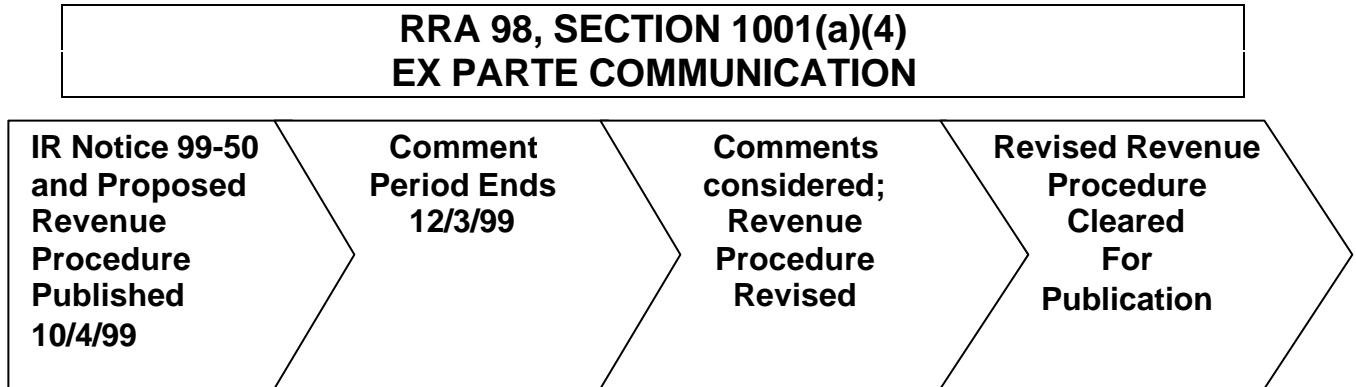 RRA 98, SECTION 1001(a)(4)
EX PARTE COMMUNICATION
IR Notice 99-50
and Proposed
Revenue
Procedure
Published
10/4/99
Comment
Period Ends
12/3/99
Comments
considered;
Revenue
Procedure
Revised
Revised Revenue
Procedure
Cleared
For
Publication